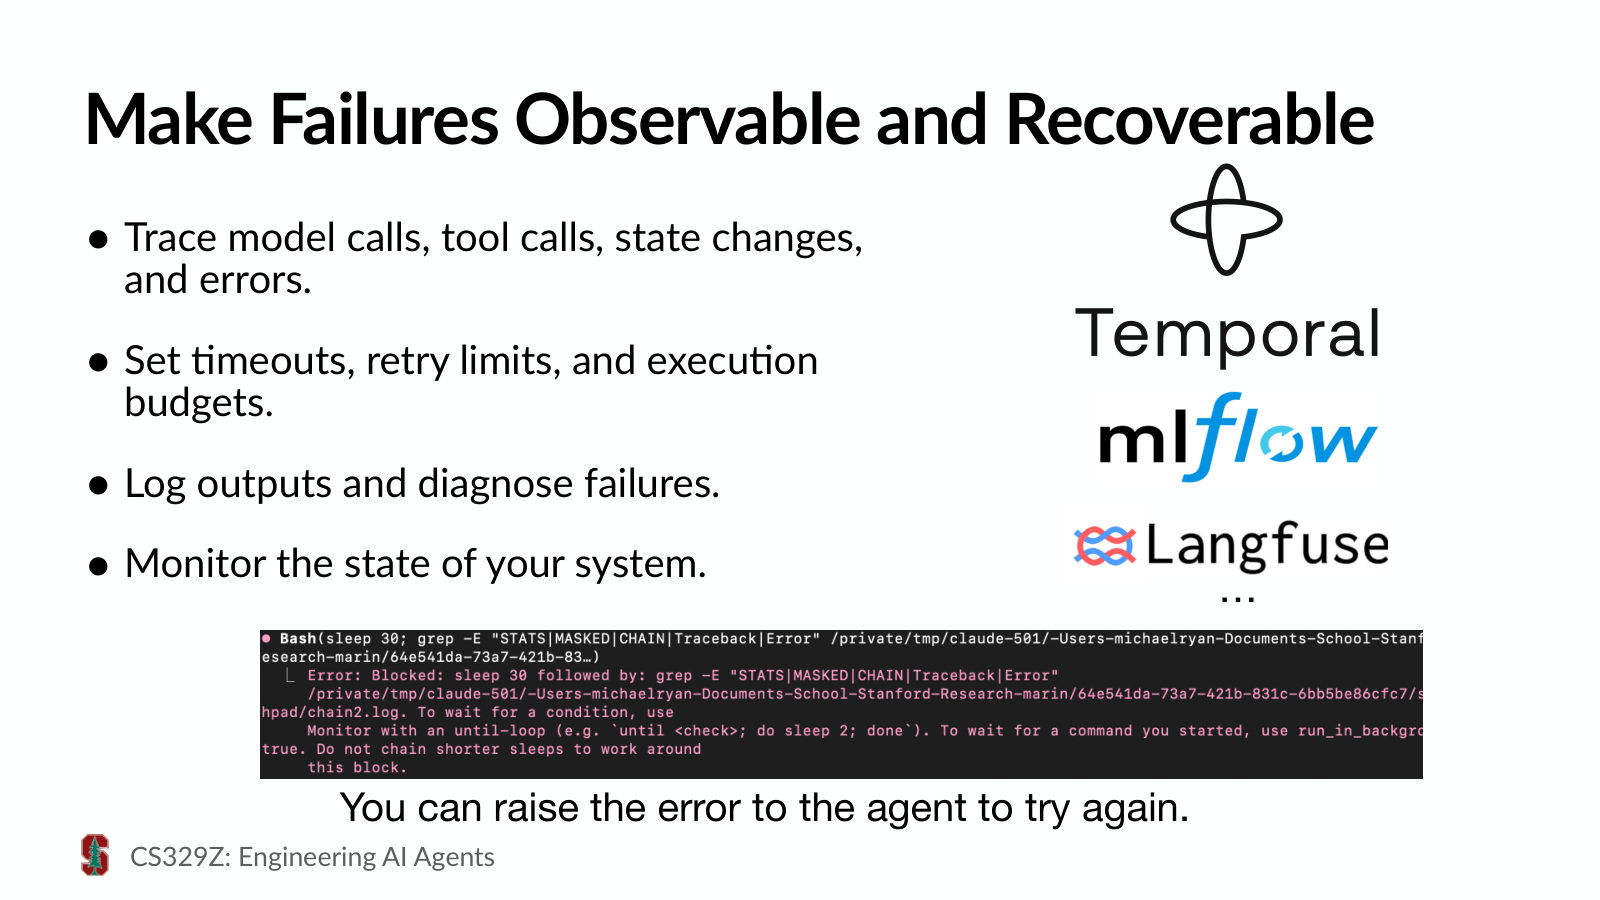 Make Failures Observable and Recoverable
● Trace model calls, tool calls, state changes,
and errors.
● Set timeouts, retry limits, and execution
budgets.
● Log outputs and diagnose failures.
● Monitor the state of your system.
Temporal
mlflow
Langfuse
...
● Bash(sleep 30; grep -E "STATS|MASKED|CHAIN|Traceback|Error" /private/tmp/claude-501/-Users-michaelryan-Documents-School-Stanf
esearch-marin/64e541da-73a7-421b-83…)
⎿ Error: Blocked: sleep 30 followed by: grep -E "STATS|MASKED|CHAIN|Traceback|Error"
/private/tmp/claude-501/-Users-michaelryan-Documents-School-Stanford-Research-marin/64e541da-73a7-421b-831c-6bb5be86cfc7/s
hpad/chain2.log. To wait for a condition, use
Monitor with an until-loop (e.g. `until <check>; do sleep 2; done`). To wait for a command you started, use run_in_backgro
true. Do not chain shorter sleeps to work around
this block.
You can raise the error to the agent to try again.
CS329Z: Engineering AI Agents